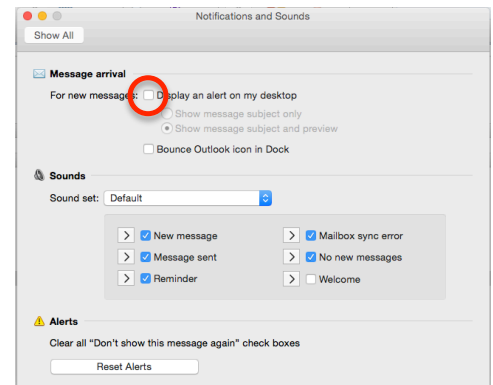 Notifications and Sounds
Show All
Message arrival
For new messages: Display an alert on my desktop
Show message subject only
Show message subject and preview
Bounce Outlook icon in Dock
Sounds
Sound set: Default
New message Mailbox sync error
Message sent No new messages
Reminder Welcome
Alerts
Clear all “Don’t show this message again” check boxes
Reset Alerts